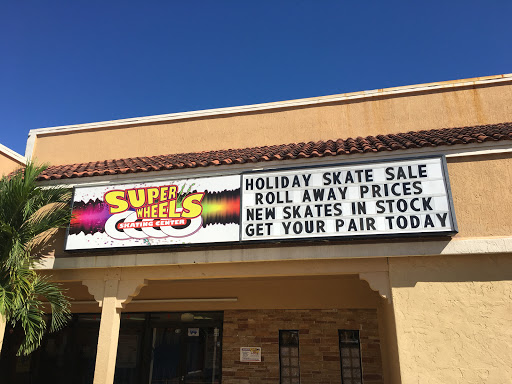 SUPER
WHEELS
SKATING CENTER
HOLIDAY SKATE SALE
ROLL AWAY PRICES
NEW SKATES IN STOCK
GET YOUR PAIR TODAY